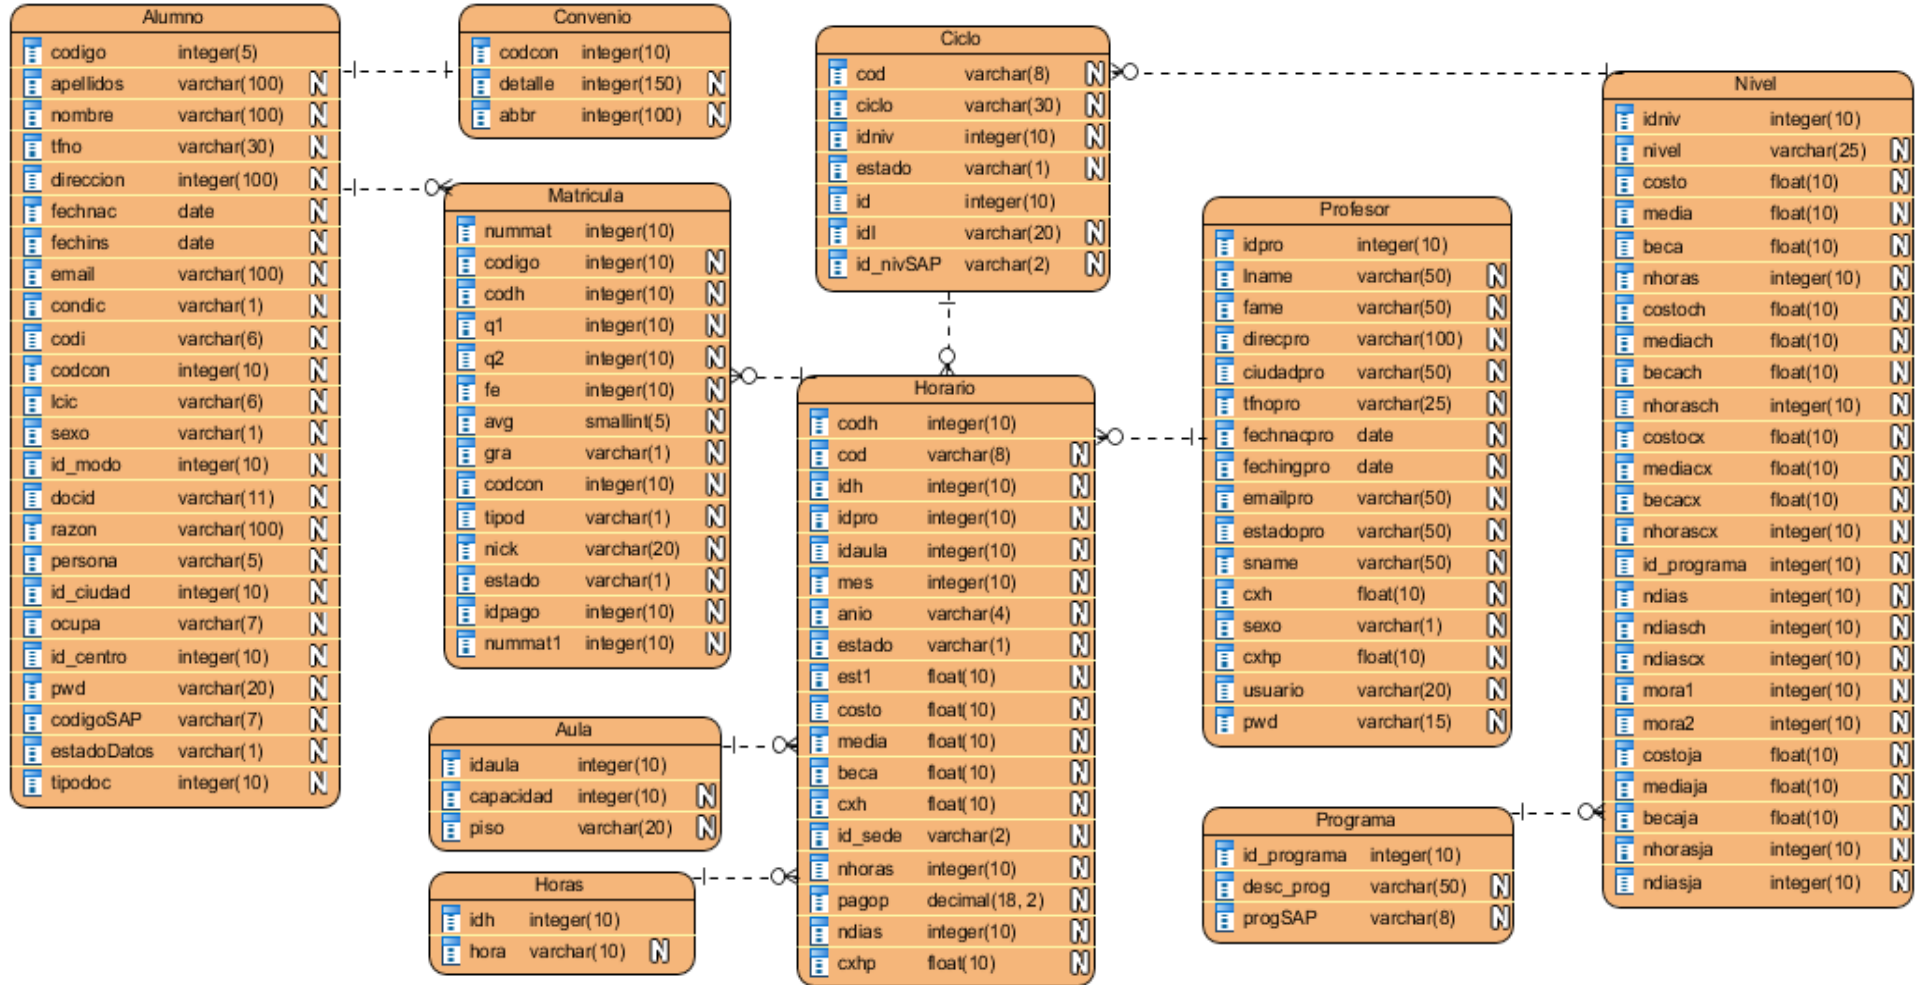 Alumno
codigo integer(5)
apellidos varchar(100) N
nombre varchar(100) N
tfno varchar(30) N
direccion integer(100) N
fechnac date N
fechins date N
email varchar(100) N
condic varchar(1) N
codi varchar(6) N
codcon integer(10) N
lcic varchar(6) N
sexo varchar(1) N
id_modo integer(10) N
docid varchar(11) N
razon varchar(100) N
persona varchar(5) N
id_ciudad integer(10) N
ocupa varchar(7) N
id_centro integer(10) N
pwd varchar(20) N
codigoSAP varchar(7) N
estadoDatos varchar(1) N
tipodoc integer(10) N
Convenio
codcon integer(10)
detalle integer(150) N
abbr integer(100) N
Matricula
nummat integer(10)
codigo integer(10) N
codh integer(10) N
q1 integer(10) N
q2 integer(10) N
fe integer(10) N
avg smallint(5) N
gra varchar(1) N
codcon integer(10) N
tipod varchar(1) N
nick varchar(20) N
estado varchar(1) N
idpago integer(10) N
nummat1 integer(10) N
Aula
idaula integer(10)
capacidad integer(10) N
piso varchar(20) N
Horas
idh integer(10)
hora varchar(10) N
Ciclo
cod varchar(8) N
ciclo varchar(30) N
idniv integer(10) N
estado varchar(1) N
id integer(10)
idl varchar(20) N
id_nivSAP varchar(2) N
Horario
codh integer(10)
cod varchar(8) N
idh integer(10) N
idpro integer(10) N
idaula integer(10) N
mes integer(10) N
anio varchar(4) N
estado varchar(1) N
est1 float(10) N
costo float(10) N
media float(10) N
beca float(10) N
cxh float(10) N
id_sede varchar(2) N
nhoras integer(10) N
pagop decimal(18, 2) N
ndias integer(10) N
cxhp float(10) N
Profesor
idpro integer(10)
lname varchar(50) N
fame varchar(50) N
direcpro varchar(100) N
ciudadpro varchar(50) N
tfnopro varchar(25) N
fechnacpro date N
fechingpro date N
emailpro varchar(50) N
estadopro varchar(50) N
sname varchar(50) N
cxh float(10) N
sexo varchar(1) N
cxhp float(10) N
usuario varchar(20) N
pwd varchar(15) N
Programa
id_programa integer(10)
desc_prog varchar(50) N
progSAP varchar(8) N
Nivel
idniv integer(10)
nivel varchar(25) N
costo float(10) N
media float(10) N
beca float(10) N
nhoras integer(10) N
costoch float(10) N
mediach float(10) N
becach float(10) N
nhorasch integer(10) N
costocx float(10) N
mediacx float(10) N
becacx float(10) N
nhorascx integer(10) N
id_programa integer(10) N
ndias integer(10) N
ndiasch integer(10) N
ndiascx integer(10) N
mora1 integer(10) N
mora2 integer(10) N
costoja float(10) N
mediaja float(10) N
becaja float(10) N
nhorasja integer(10) N
ndiasja integer(10) N